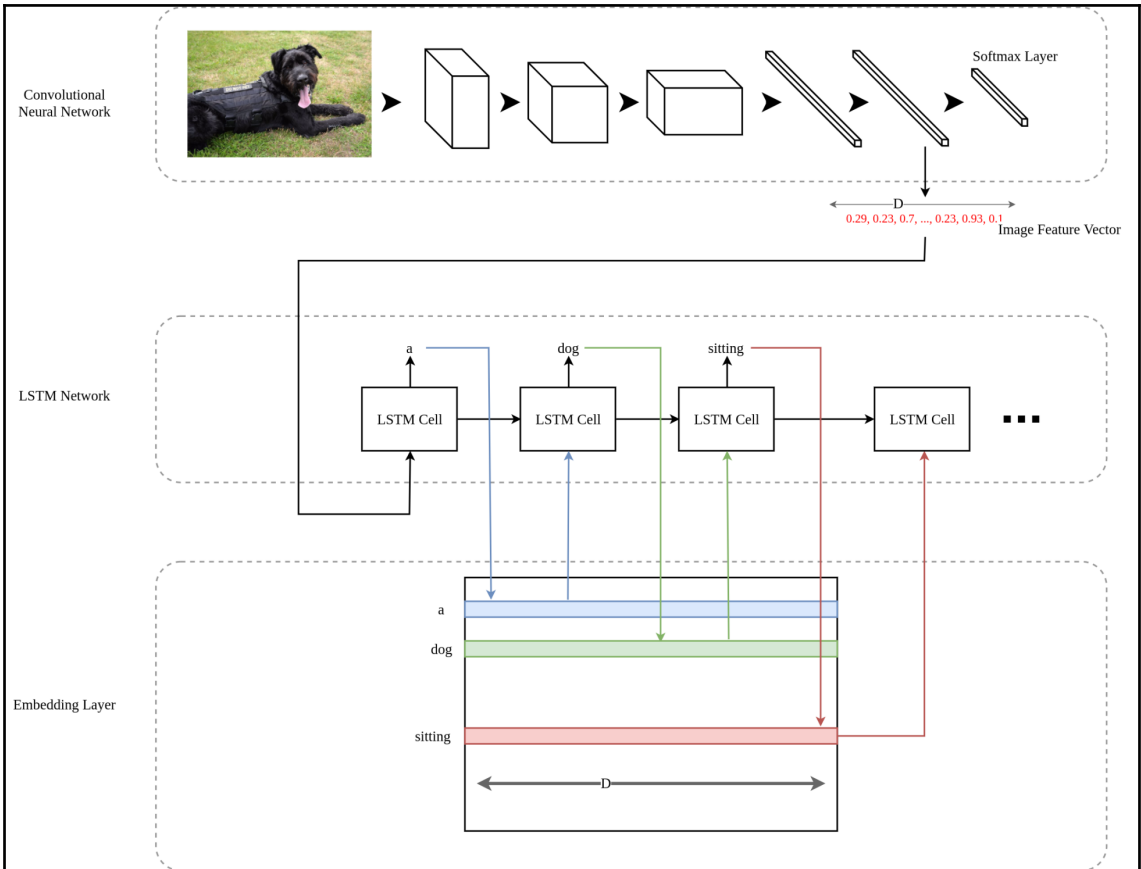 Convolutional
Neural Network
Softmax Layer
D
0.29, 0.23, 0.7, ..., 0.23, 0.93, 0.1
Image Feature Vector
LSTM Network
a
dog
sitting
LSTM Cell
LSTM Cell
LSTM Cell
LSTM Cell
a
dog
Embedding Layer
sitting
D